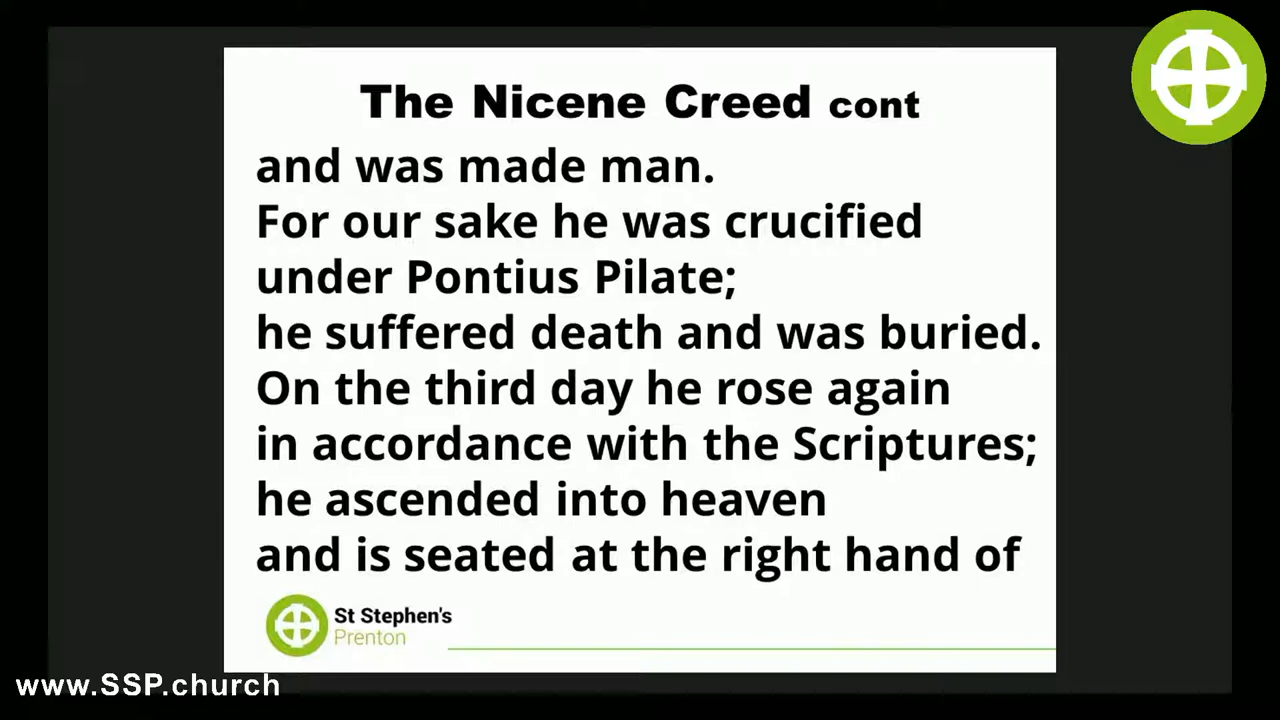 The Nicene Creed cont
and was made man.
For our sake he was crucified
under Pontius Pilate;
he suffered death and was buried.
On the third day he rose again
in accordance with the Scriptures;
he ascended into heaven
and is seated at the right hand of
St Stephen's
Prenton
www.SSP.church